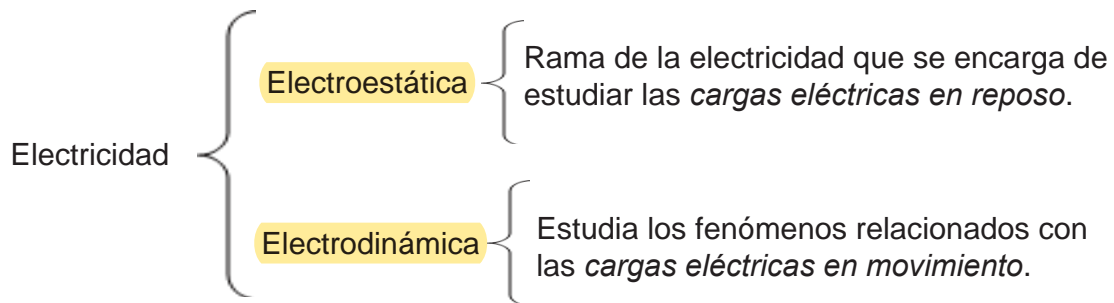 Electricidad
Electroestática
Rama de la electricidad que se encarga de
estudiar las cargas eléctricas en reposo.
Electrodinámica
Estudia los fenómenos relacionados con
las cargas eléctricas en movimiento.